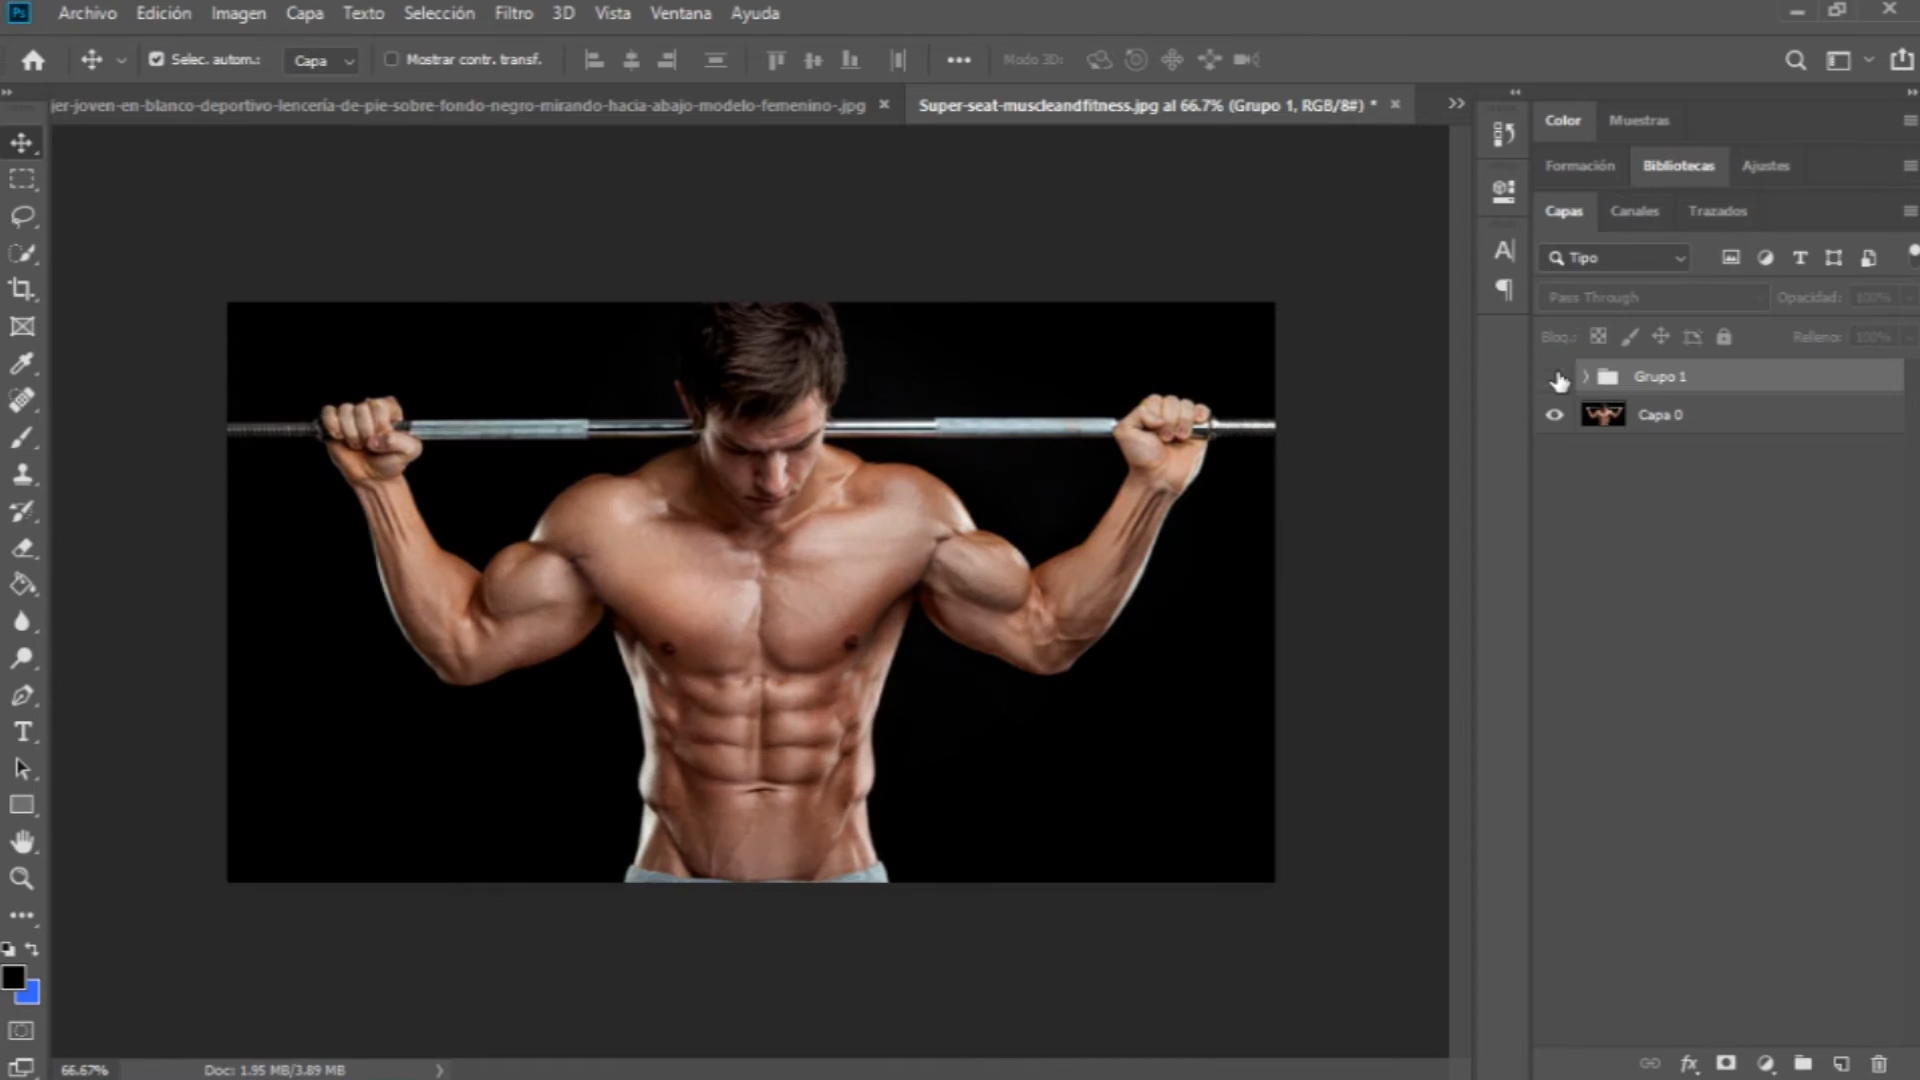 Ps Archivo Edición Imagen Capa Texto Selección Filtro 3D Vista Ventana Ayuda
Selec. autom.: Capa Mostrar contr. transf. Modo 3D:
jer-joven-en-blanco-deportivo-lencería-de-pie-sobre-fondo-negro-mirando-hacia-abajo-modelo-femenino-.jpg
Super-seat-muscleandfitness.jpg al 66.7% (Grupo 1, RGB/8#) *
Color Muestras
Formación Bibliotecas Ajustes
Capas Canales Trazados
Tipo
Pass Through Opacidad: 100%
Bloq.: Relleno: 100%
Grupo 1
Capa 0
66.67% Doc: 1.95 MB/3.89 MB